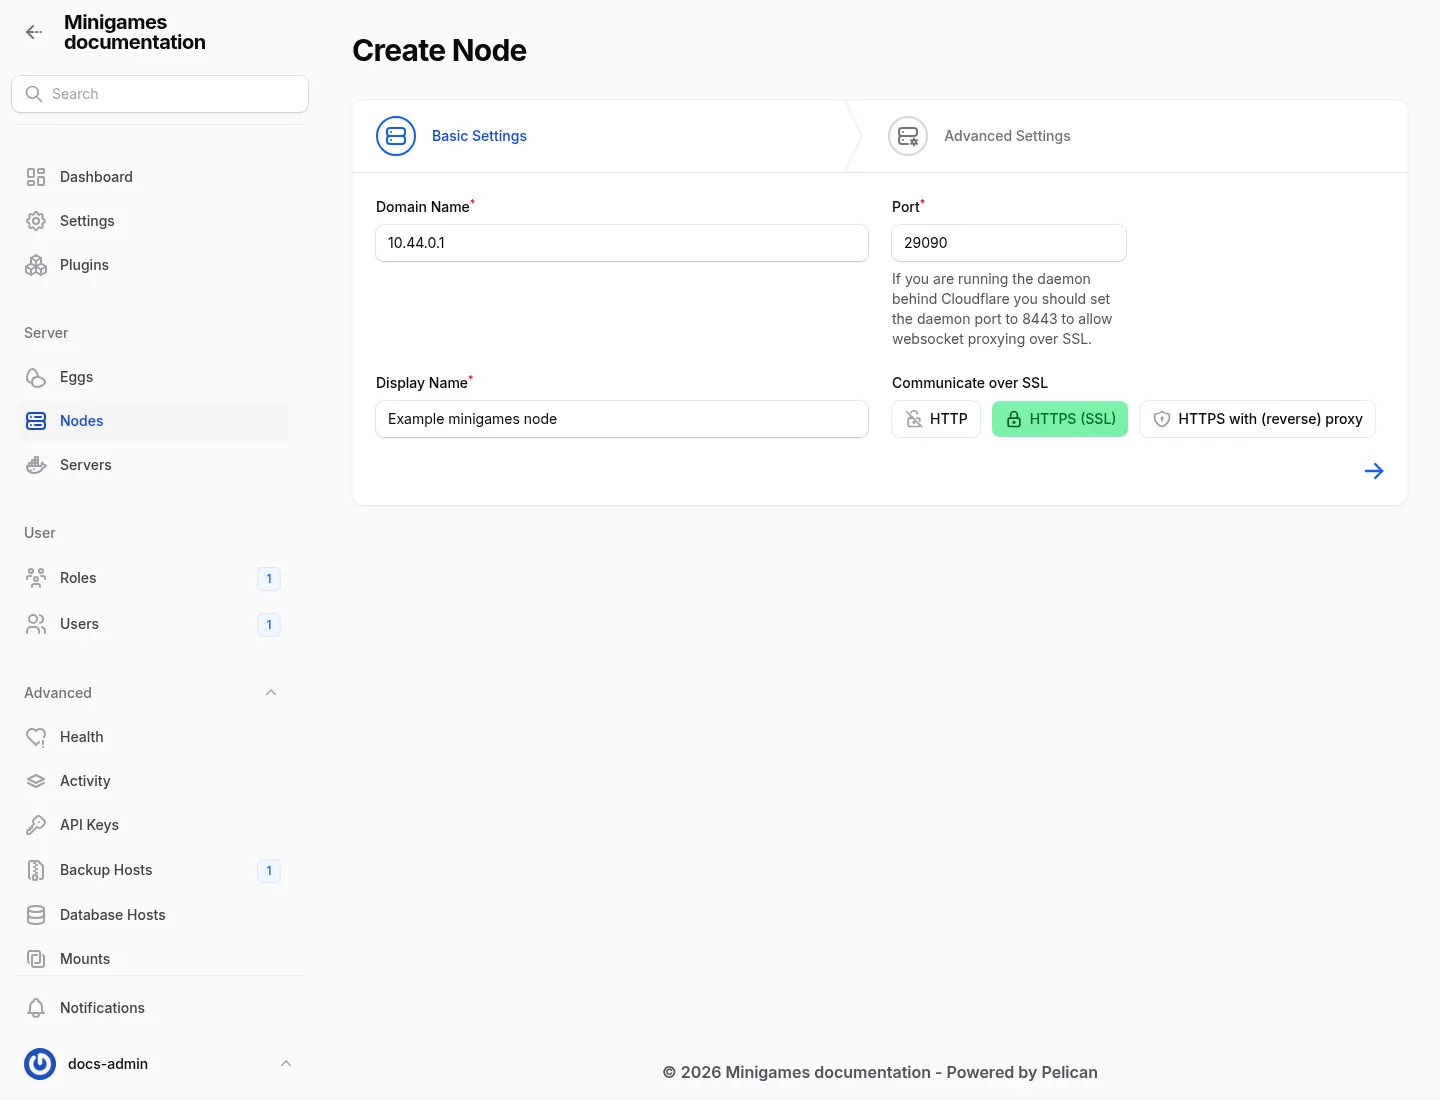 Minigames
documentation
Search
Dashboard
Settings
Plugins
Server
Eggs
Nodes
Servers
User
Roles 1
Users 1
Advanced
Health
Activity
API Keys
Backup Hosts 1
Database Hosts
Mounts
Notifications
docs-admin
Create Node
Basic Settings
Advanced Settings
Domain Name*
10.44.0.1
Port*
29090
If you are running the daemon
behind Cloudflare you should set
the daemon port to 8443 to allow
websocket proxying over SSL.
Display Name*
Example minigames node
Communicate over SSL
HTTP
HTTPS (SSL)
HTTPS with (reverse) proxy
© 2026 Minigames documentation - Powered by Pelican